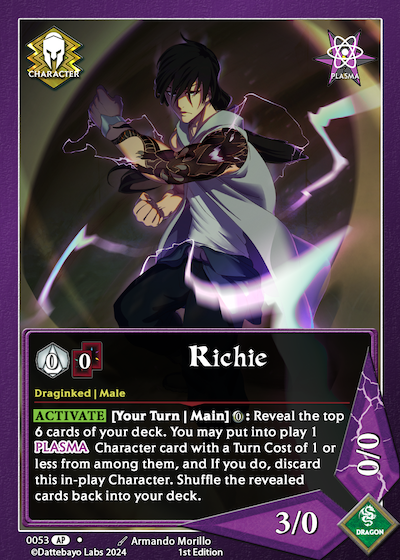 CHARACTER
PLASMA
0 0 Richie
Draginked | Male
ACTIVATE [Your Turn | Main] 0 : Reveal the top
6 cards of your deck. You may put into play 1
PLASMA Character card with a Turn Cost of 1 or
less from among them, and If you do, discard
this in-play Character. Shuffle the revealed
cards back into your deck.
0/0
DRAGON
3/0
0053 AP • Armando Morillo
©Dattebayo Labs 2024 1st Edition